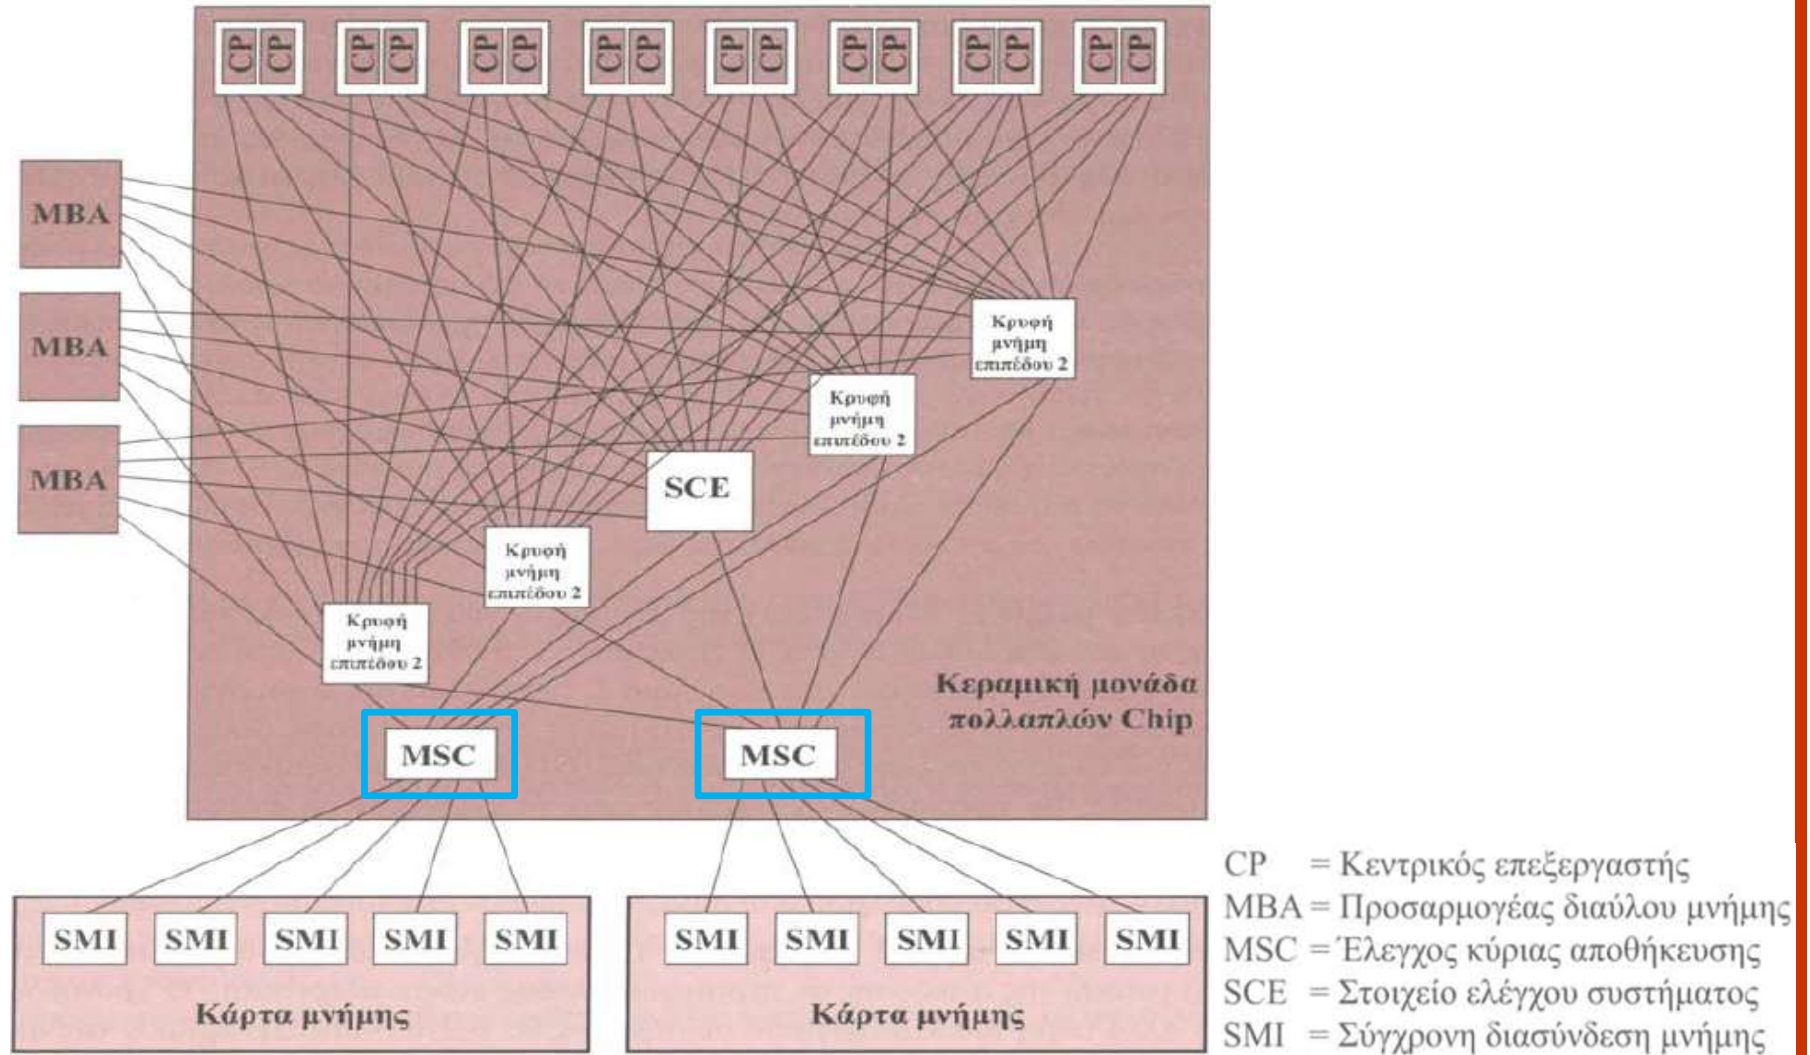 CP CP CP CP CP CP CP CP CP CP CP CP CP CP CP CP
MBA
MBA
MBA
Κρυφή
μνήμη
επιπέδου 2
Κρυφή
μνήμη
επιπέδου 2
SCE
Κρυφή
μνήμη
επιπέδου 2
Κρυφή
μνήμη
επιπέδου 2
Κεραμική μονάδα
πολλαπλών Chip
MSC MSC
SMI SMI SMI SMI SMI SMI SMI SMI SMI SMI
Κάρτα μνήμης Κάρτα μνήμης
CP = Κεντρικός επεξεργαστής
MBA = Προσαρμογέας διαύλου μνήμης
MSC = Έλεγχος κύριας αποθήκευσης
SCE = Στοιχείο ελέγχου συστήματος
SMI = Σύγχρονη διασύνδεση μνήμης